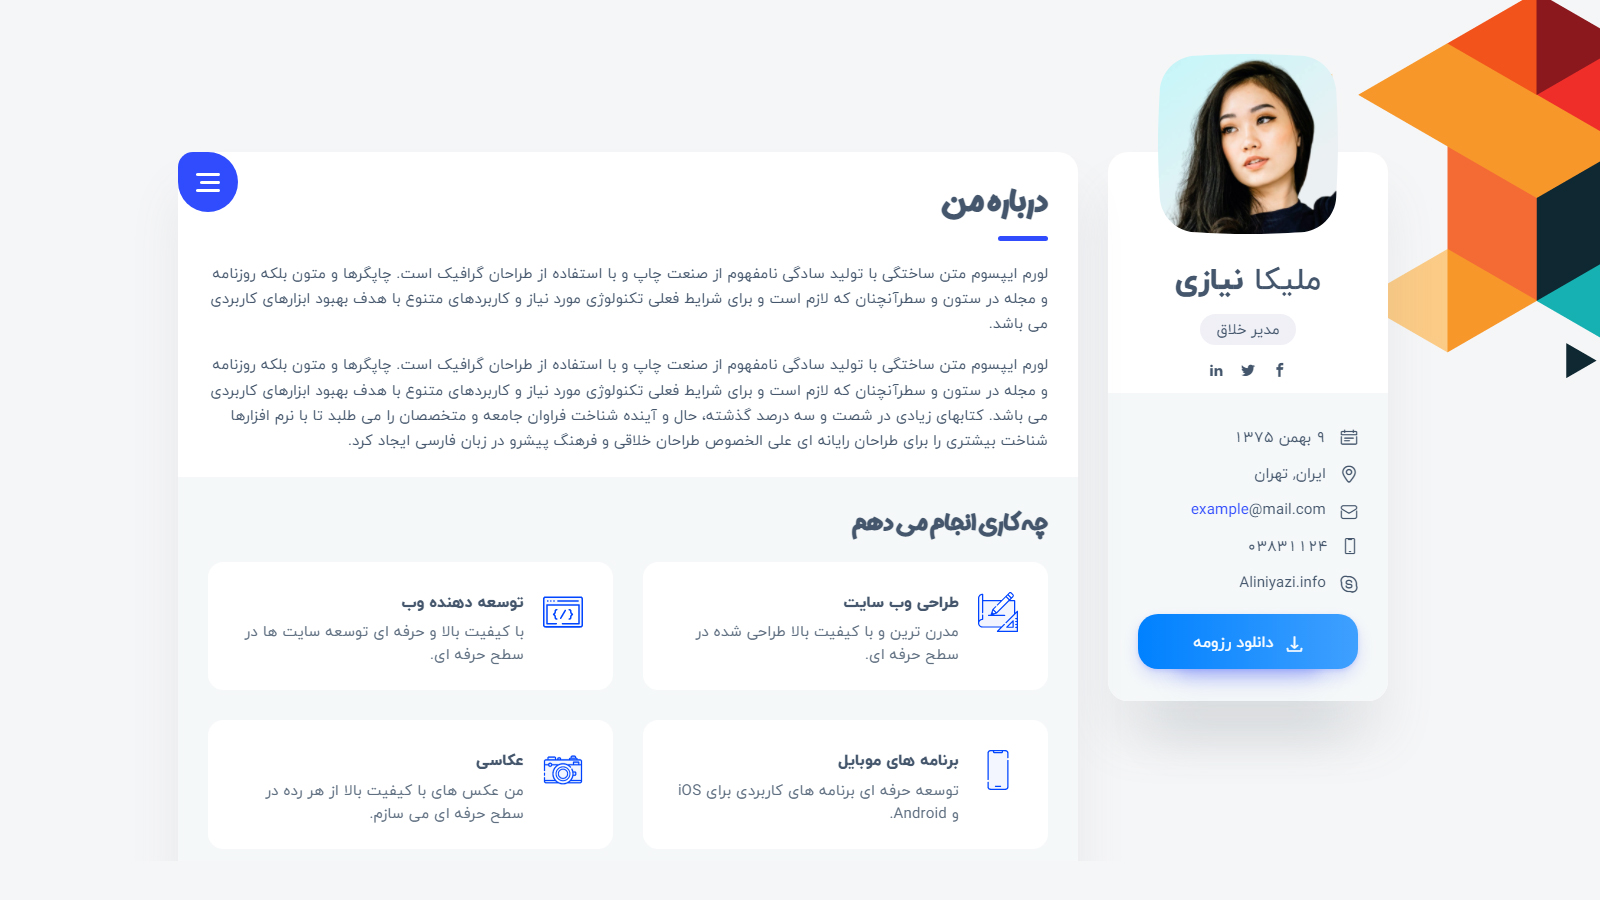 ملیکا نیازی
مدیر خلاق
۹ بهمن ۱۳۷۵
ایران, تهران
example@mail.com
۰۳۸۳۱۱۲۴
Aliniyazi.info
دانلود رزومه
درباره من
لورم ایپسوم متن ساختگی با تولید سادگی نامفهوم از صنعت چاپ و با استفاده از طراحان گرافیک است. چاپگرها و متون بلکه روزنامه
و مجله در ستون و سطرآنچنان که لازم است و برای شرایط فعلی تکنولوژی مورد نیاز و کاربردهای متنوع با هدف بهبود ابزارهای کاربردی
می باشد.
لورم ایپسوم متن ساختگی با تولید سادگی نامفهوم از صنعت چاپ و با استفاده از طراحان گرافیک است. چاپگرها و متون بلکه روزنامه
و مجله در ستون و سطرآنچنان که لازم است و برای شرایط فعلی تکنولوژی مورد نیاز و کاربردهای متنوع با هدف بهبود ابزارهای کاربردی
می باشد. کتابهای زیادی در شصت و سه درصد گذشته، حال و آینده شناخت فراوان جامعه و متخصصان را می طلبد تا با نرم افزارها
شناخت بیشتری را برای طراحان رایانه ای علی الخصوص طراحان خلاقی و فرهنگ پیشرو در زبان فارسی ایجاد کرد.
چه کاری انجام می دهم
طراحی وب سایت
مدرن ترین و با کیفیت بالا طراحی شده در
سطح حرفه ای.
توسعه دهنده وب
با کیفیت بالا و حرفه ای توسعه سایت ها در
سطح حرفه ای.
برنامه های موبایل
توسعه حرفه ای برنامه های کاربردی برای iOS
و Android.
عکاسی
من عکس های با کیفیت بالا از هر رده در
سطح حرفه ای می سازم.